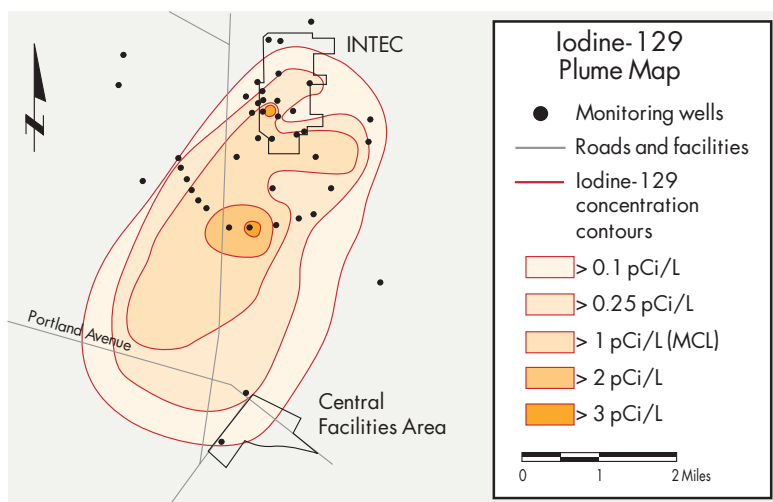 INTEC
N
Portland Avenue
Central
Facilities Area
Iodine-129
Plume Map
Monitoring wells
Roads and facilities
Iodine-129
concentration
contours
> 0.1 pCi/L
> 0.25 pCi/L
> 1 pCi/L (MCL)
> 2 pCi/L
> 3 pCi/L
0 1 2 Miles